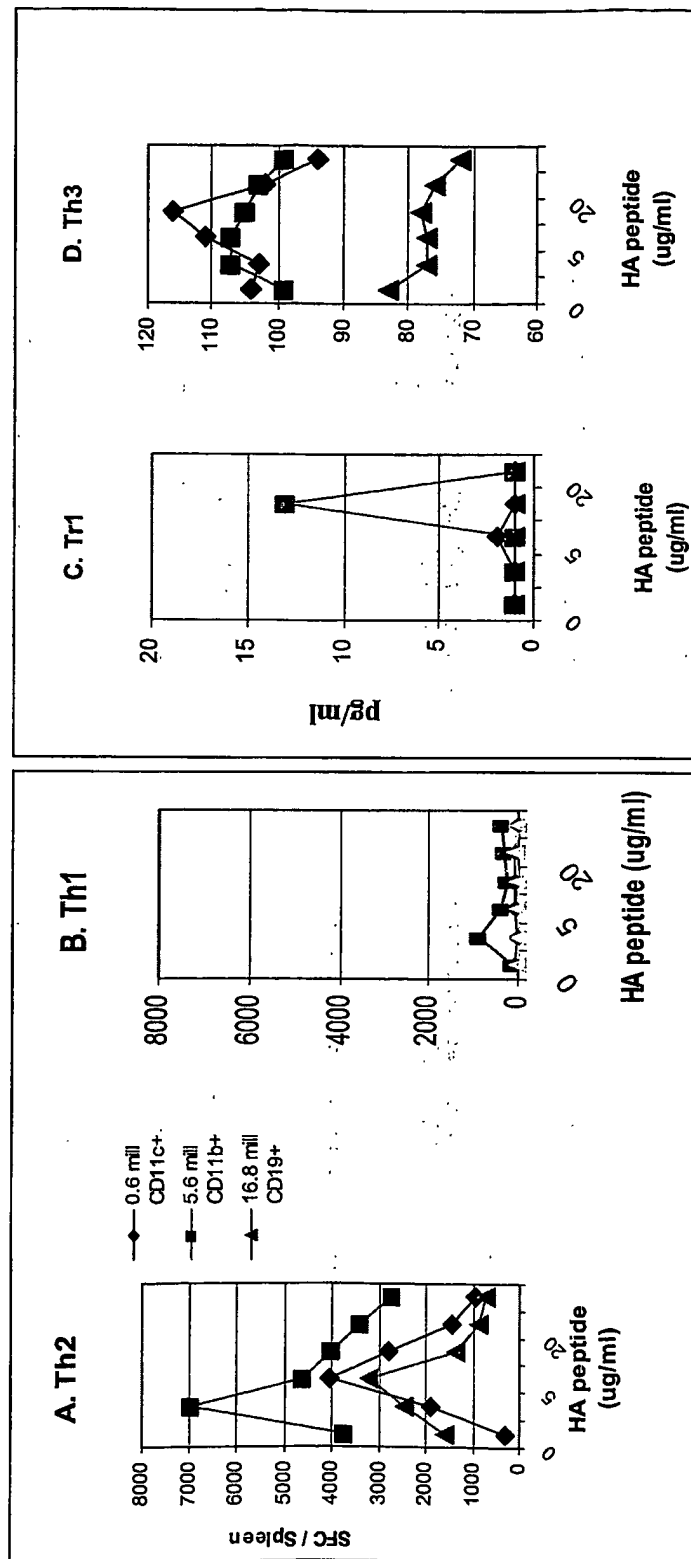 A. Th2
8000
7000
6000
5000
4000
3000
2000
1000
0
SFC / Spleen
0
5
20
HA peptide
(ug/ml)
0.6 mill
CD11c+
5.6 mill
CD11b+
16.8 mill
CD19+
B. Th1
8000
6000
4000
2000
0
0
5
20
HA peptide (ug/ml)
C. Tr1
20
15
10
5
0
pg/ml
0
5
20
HA peptide
(ug/ml)
D. Th3
120
110
100
90
80
70
60
0
5
20
HA peptide
(ug/ml)